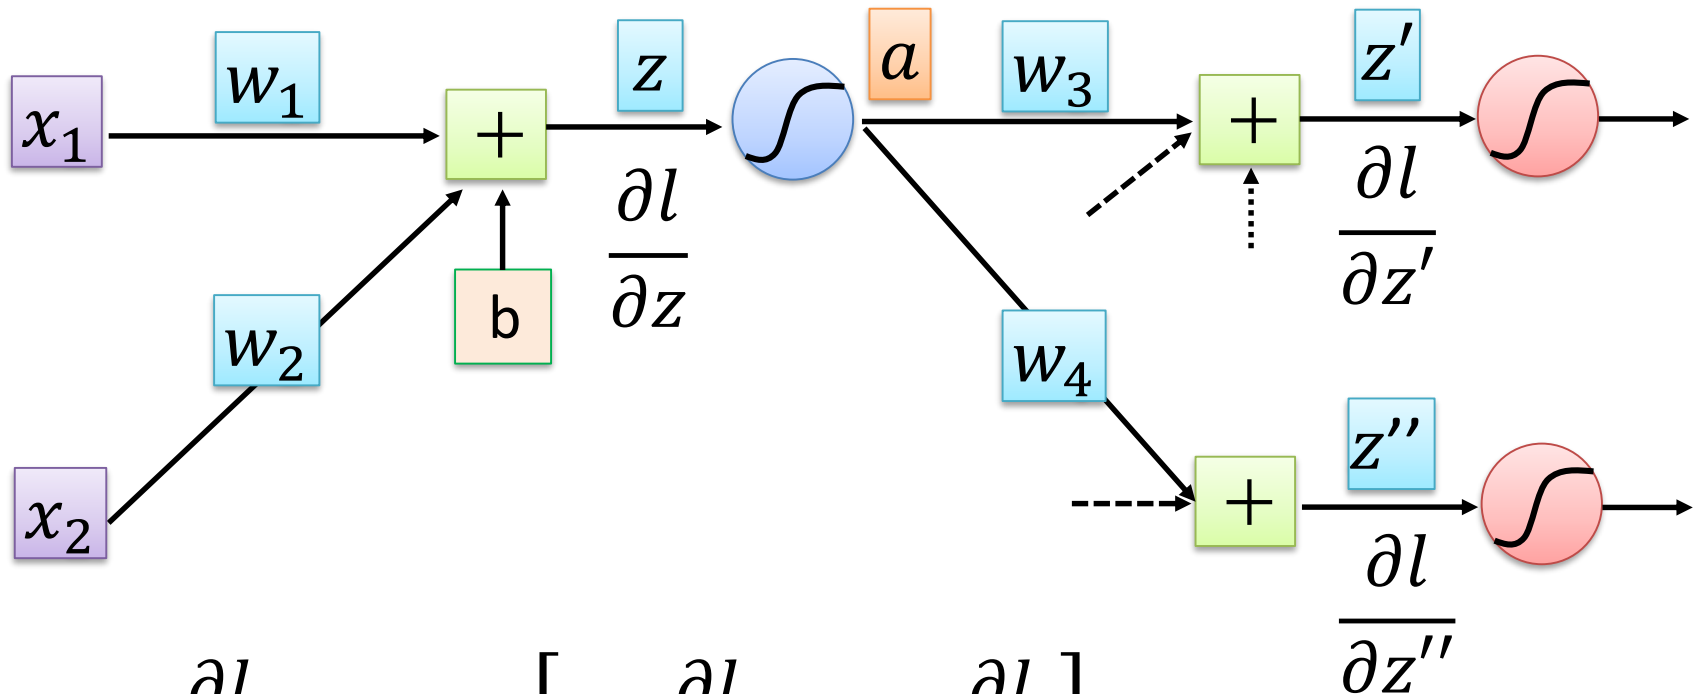 x₁ w₁ + z a w₃ + z′
∂l/∂z
∂l/∂z′
w₂ b w₄
x₂ + z′′
∂l/∂z′′
∂l [ ∂l ∂l ]